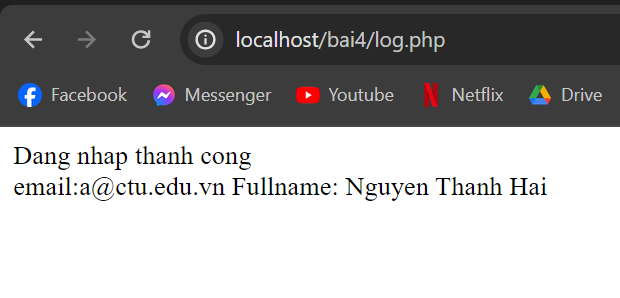 localhost/bai4/log.php
Facebook Messenger Youtube Netflix Drive
Dang nhap thanh cong
email:a@ctu.edu.vn Fullname: Nguyen Thanh Hai